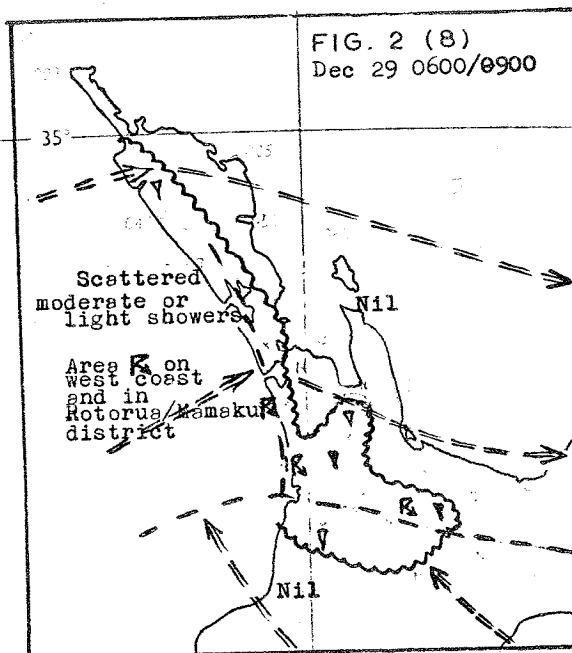 FIG. 2 (8)
Dec 29 0600/0900
35°
Scattered
moderate or
light showers
Nil
Area R on
west coast
and in
Rotorua/Mamaku
district
Nil